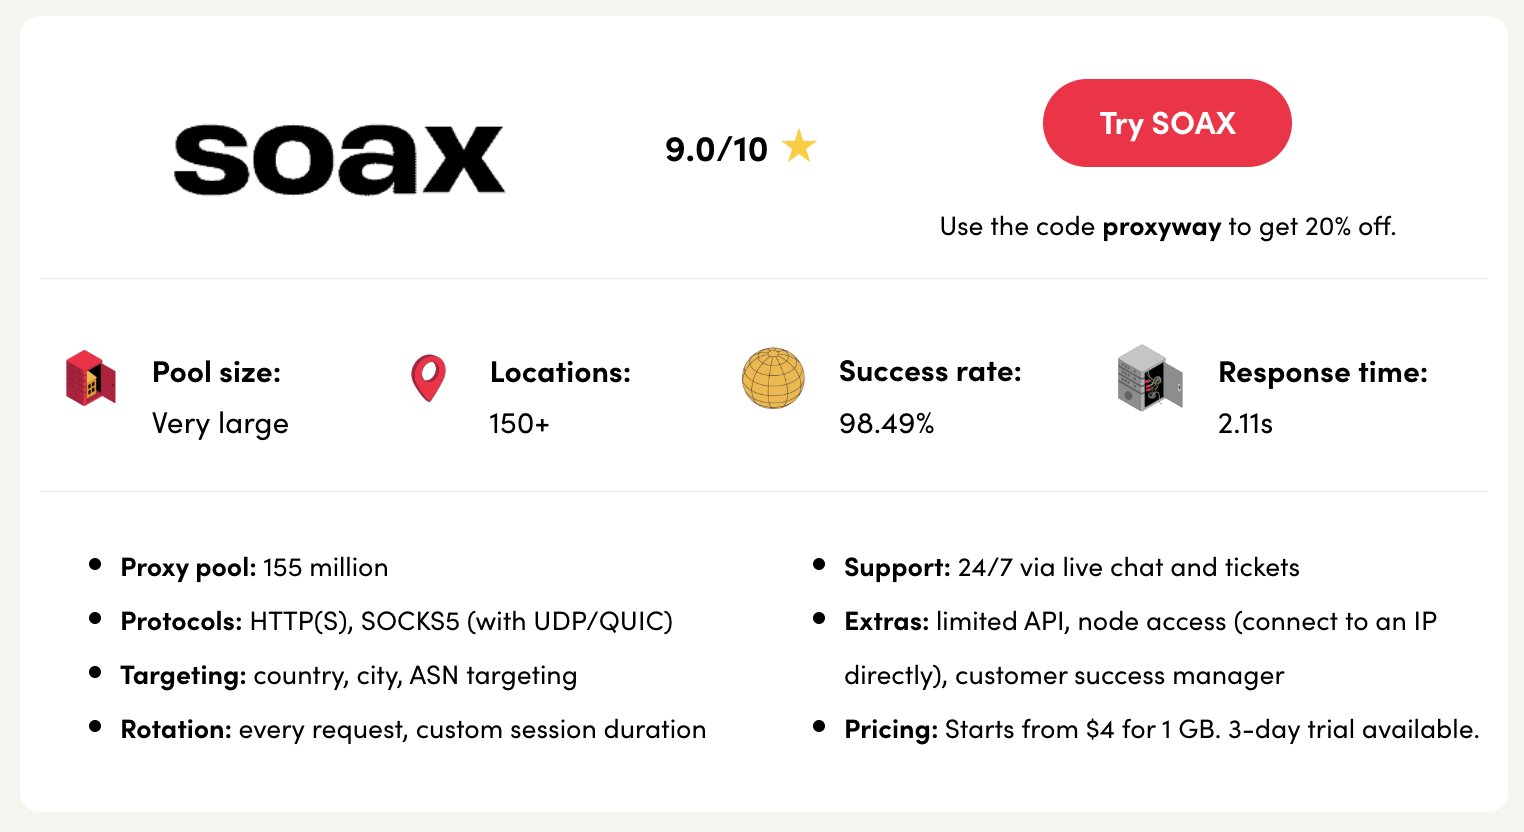 soax
9.0/10
Try SOAX
Use the code proxyway to get 20% off.
Pool size:
Very large
Locations:
150+
Success rate:
98.49%
Response time:
2.11s
Proxy pool: 155 million
Protocols: HTTP(S), SOCKS5 (with UDP/QUIC)
Targeting: country, city, ASN targeting
Rotation: every request, custom session duration
Support: 24/7 via live chat and tickets
Extras: limited API, node access (connect to an IP
directly), customer success manager
Pricing: Starts from $4 for 1 GB. 3-day trial available.